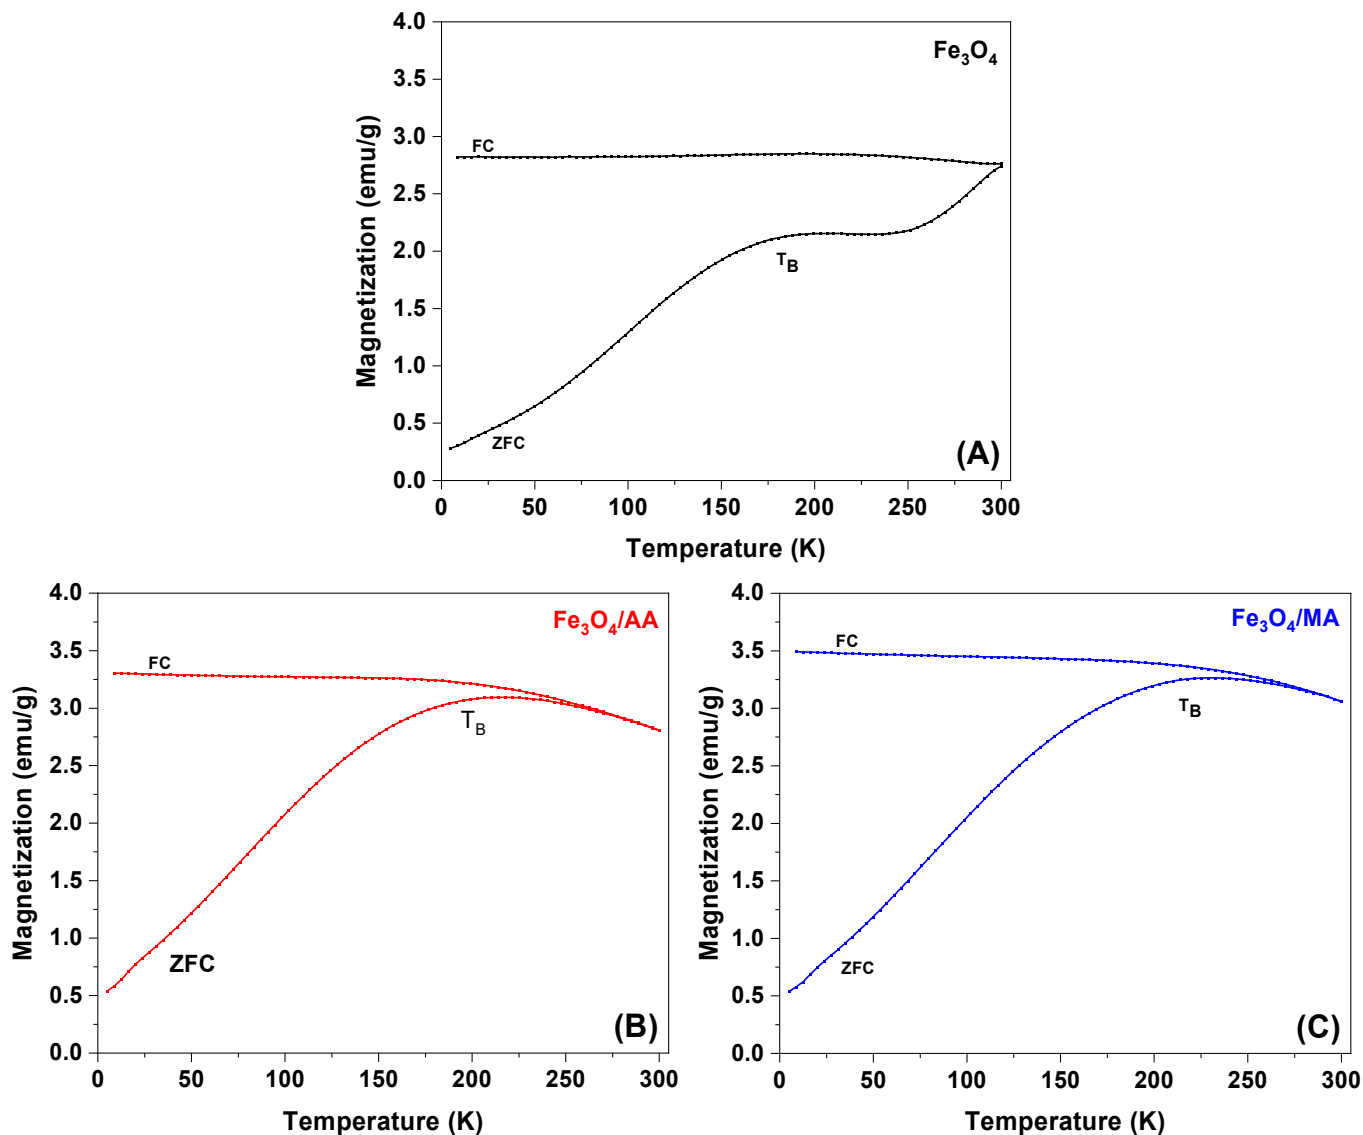 4.0
3.5
3.0
2.5
2.0
1.5
1.0
0.5
0.0
Magnetization (emu/g)
Fe₃O₄
FC
T_B
ZFC
(A)
0 50 100 150 200 250 300
Temperature (K)
4.0
3.5
3.0
2.5
2.0
1.5
1.0
0.5
0.0
Magnetization (emu/g)
Fe₃O₄/AA
FC
T_B
ZFC
(B)
0 50 100 150 200 250 300
Temperature (K)
4.0
3.5
3.0
2.5
2.0
1.5
1.0
0.5
0.0
Magnetization (emu/g)
Fe₃O₄/MA
FC
T_B
ZFC
(C)
0 50 100 150 200 250 300
Temperature (K)